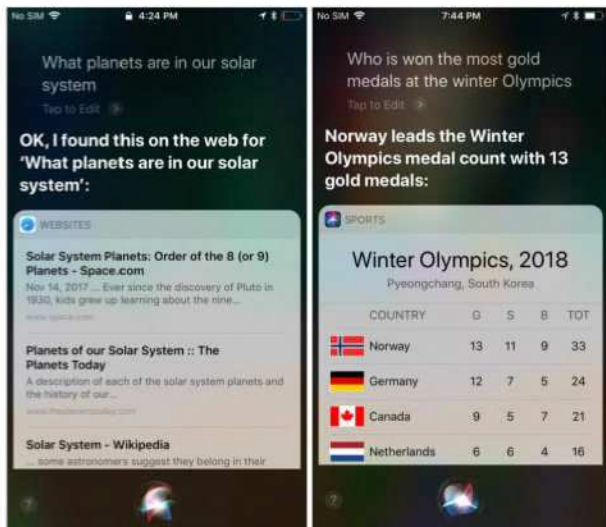 No SIM 4:24 PM
What planets are in our solar
system
Tap to Edit
OK, I found this on the web for
‘What planets are in our solar
system’:
WEBSITES
Solar System Planets: Order of the 8 (or 9)
Planets - Space.com
Nov 14, 2017 ... Ever since the discovery of Pluto in
1930, kids grew up learning about the nine...
www.space.com
Planets of our Solar System :: The
Planets Today
A description of each of the solar system planets and
the history of our...
www.theplanetstoday.com
Solar System - Wikipedia
... some astronomers suggest they belong in their
?
No SIM 7:44 PM
Who is won the most gold
medals at the winter Olympics
Tap to Edit
Norway leads the Winter
Olympics medal count with 13
gold medals:
SPORTS
Winter Olympics, 2018
Pyeongchang, South Korea
COUNTRY G S B TOT
Norway 13 11 9 33
Germany 12 7 5 24
Canada 9 5 7 21
Netherlands 6 6 4 16
?